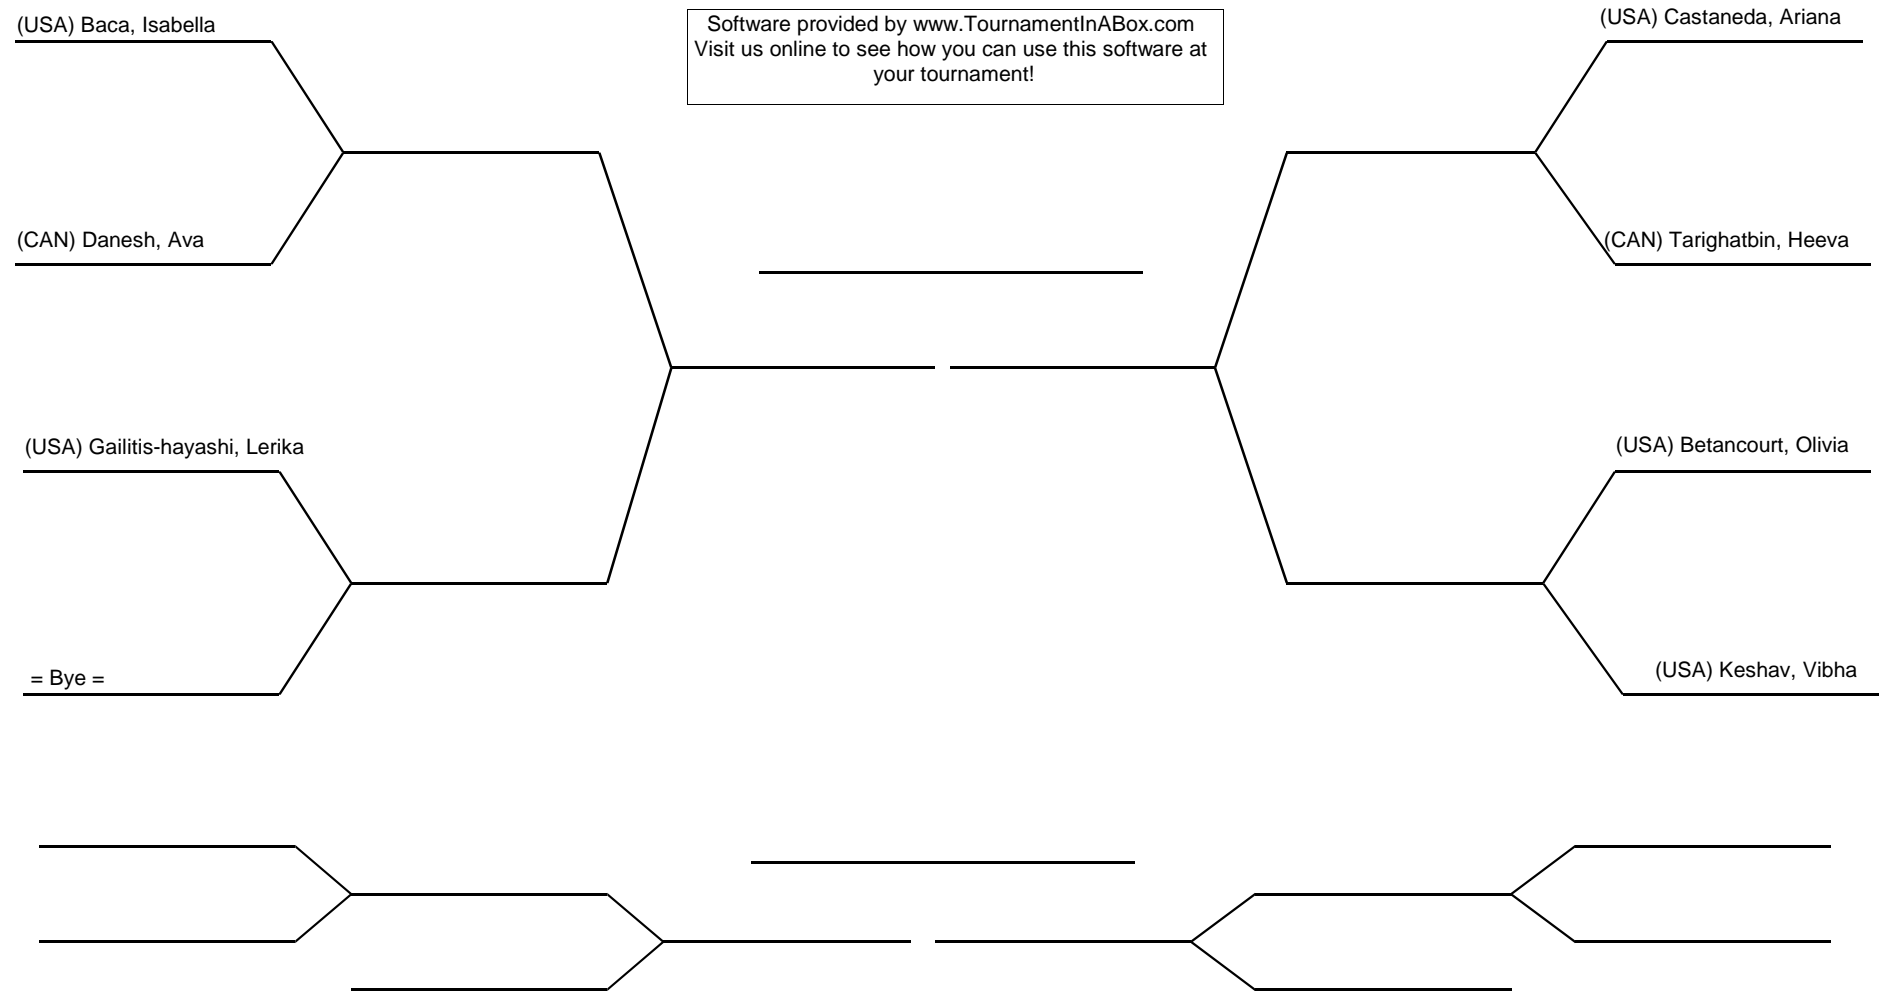 (USA) Baca, Isabella
Software provided by www.TournamentInABox.com
Visit us online to see how you can use this software at
your tournament!
(USA) Castaneda, Ariana
(CAN) Danesh, Ava
(CAN) Tarighatbin, Heeva
(USA) Gailitis-hayashi, Lerika
(USA) Betancourt, Olivia
= Bye =
(USA) Keshav, Vibha